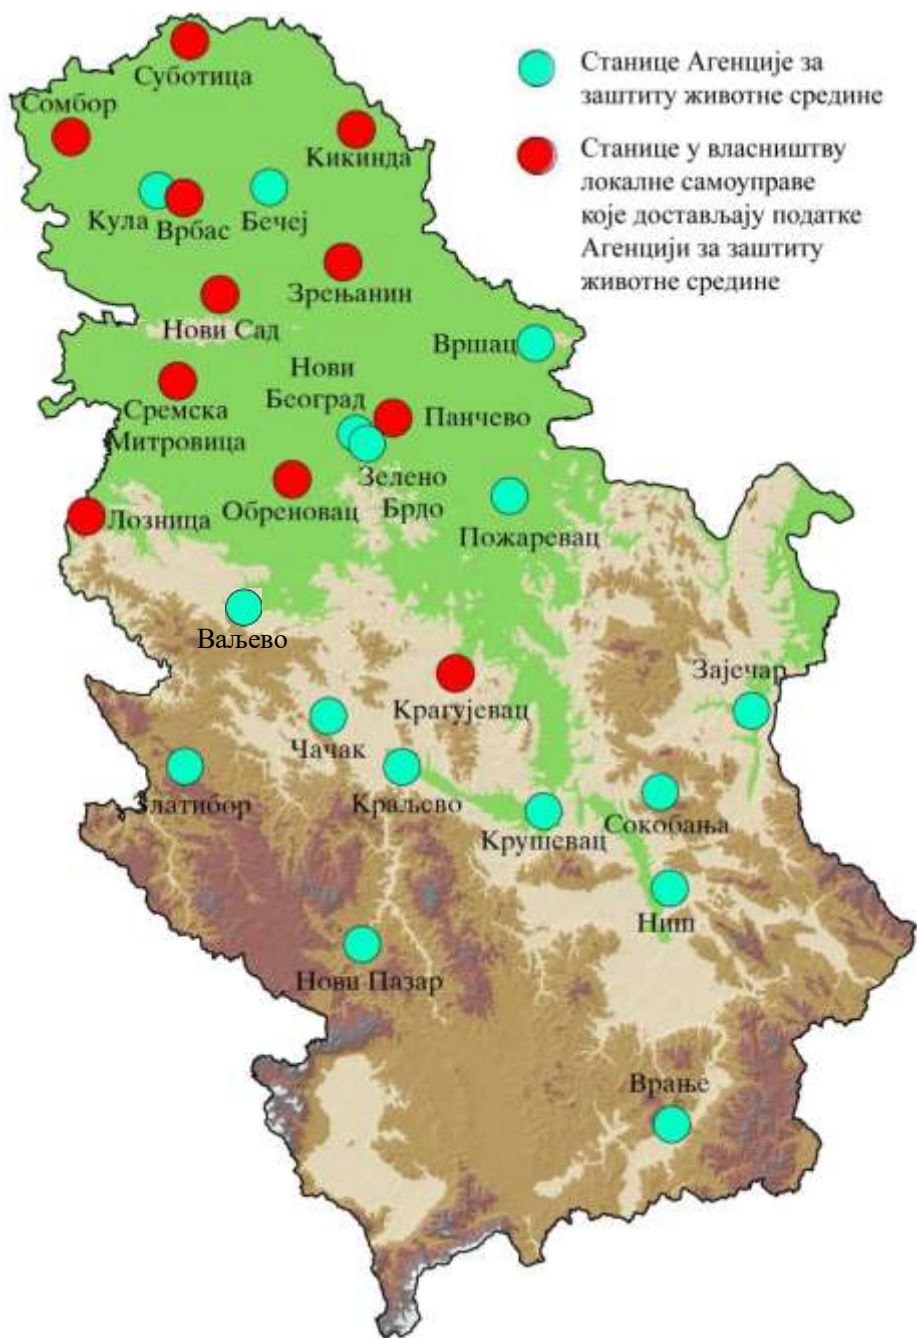 Суботица
Сомбор
Кикинда
Кула
Врбас
Бечеј
Зрењанин
Нови Сад
Вршац
Нови
Београд
Сремска
Митровица
Панчево
Зелено
Брдо
Обреновац
Лозница
Пожаревац
Ваљево
Зајечар
Крагујевац
Чачак
Златибор
Краљево
Крушевац
Сокобања
Ниш
Нови Пазар
Врање
Станице Агенције за
заштиту животне средине
Станице у власништву
локалне самоуправе
које достављају податке
Агенцији за заштиту
животне средине